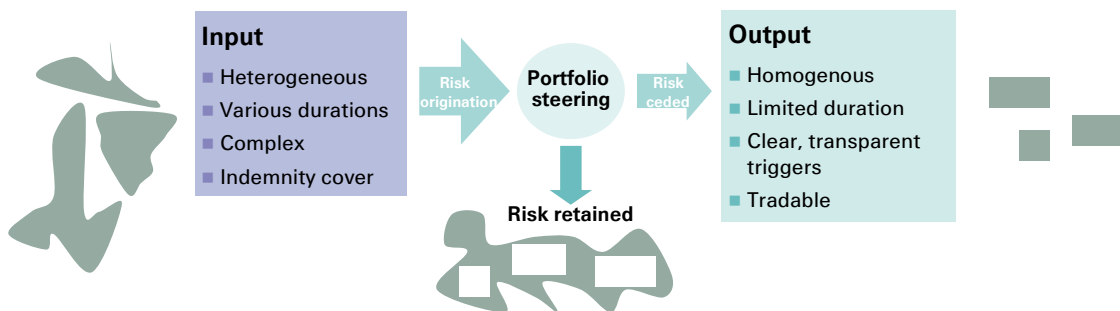 Input
Heterogeneous
Various durations
Complex
Indemnity cover
Risk
origination
Portfolio
steering
Risk
ceded
Output
Homogenous
Limited duration
Clear, transparent
triggers
Tradable
Risk retained